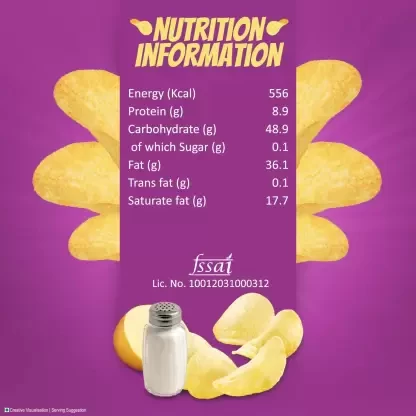 NUTRITION
INFORMATION
Energy (Kcal) 556
Protein (g) 8.9
Carbohydrate (g) 48.9
of which Sugar (g) 0.1
Fat (g) 36.1
Trans fat (g) 0.1
Saturate fat (g) 17.7
fssai
Lic. No. 10012031000312
Creative Visualisation | Serving Suggestion